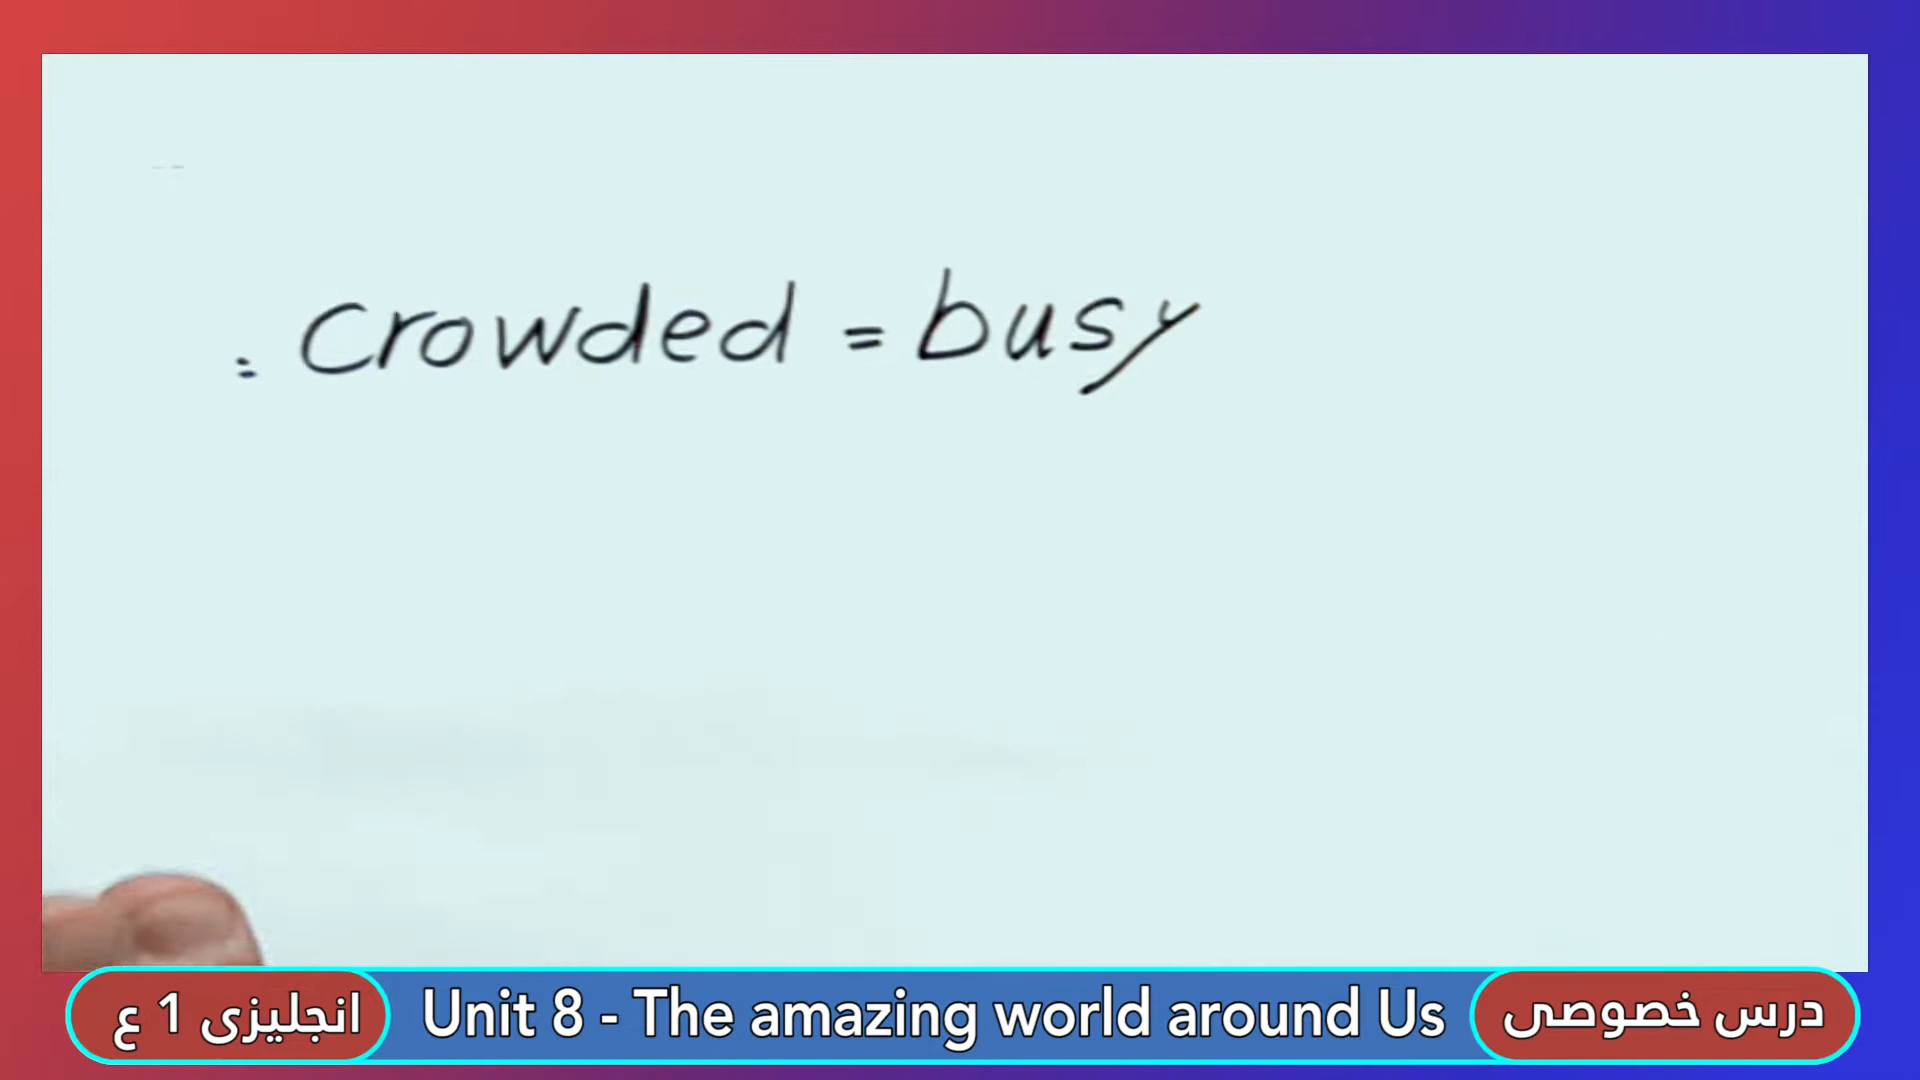 : crowded = busy
انجليزى 1 ع
Unit 8 - The amazing world around Us
درس خصوصى